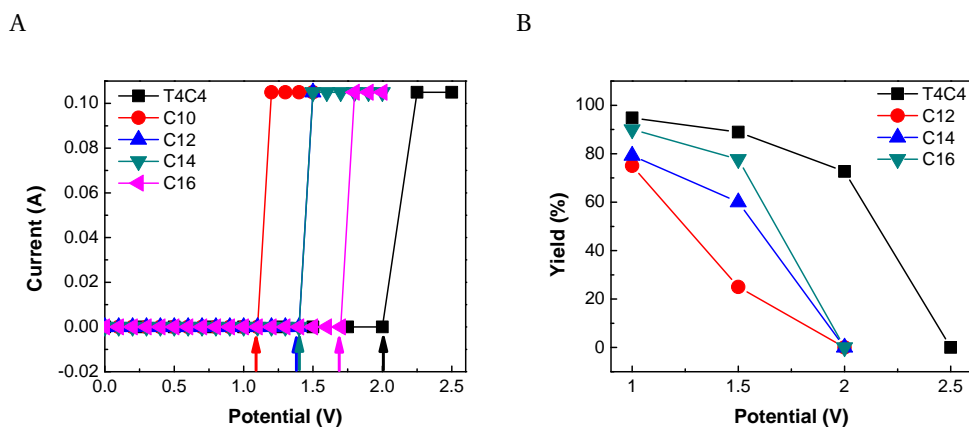 A
B
T4C4
C10
C12
C14
C16
Current (A)
0.10
0.08
0.06
0.04
0.02
0.00
-0.02
0.0 0.5 1.0 1.5 2.0 2.5
Potential (V)
T4C4
C12
C14
C16
Yield (%)
100
80
60
40
20
0
1 1.5 2 2.5
Potential (V)